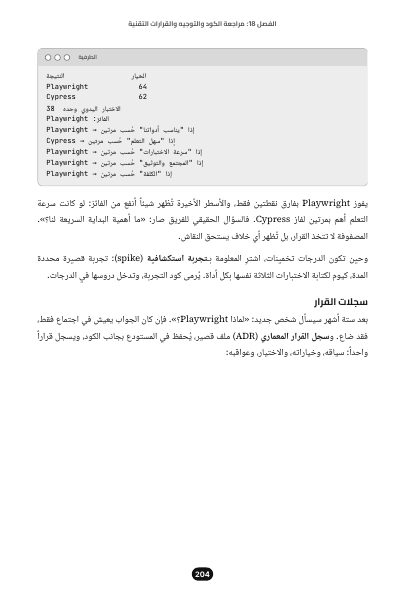 الفصل 18: مراجعة الكود والتوجيه والقرارات التقنية
الطرفية
الخيار النتيجة
Playwright 64
Cypress 62
الاختبار اليدوي وحده 38
الفائز: Playwright
إذا "يناسب أدواتنا" حُسب مرتين → Playwright
إذا "سهل التعلم" حُسب مرتين → Cypress
إذا "سرعة الاختبارات" حُسب مرتين → Playwright
إذا "المجتمع والتوثيق" حُسب مرتين → Playwright
إذا "الكلفة" حُسب مرتين → Playwright
يفوز Playwright بفارق نقطتين فقط، والأسطر الأخيرة تُظهر شيئاً أنفع من الفائز: لو كانت سرعة
التعلم أهم بمرتين لفاز Cypress. فالسؤال الحقيقي للفريق صار: «ما أهمية البداية السريعة لنا؟».
المصفوفة لا تتخذ القرار، بل تُظهر أي خلاف يستحق النقاش.
وحين تكون الدرجات تخمينات، اشترِ المعلومة بـتجربة استكشافية (spike): تجربة قصيرة محددة
المدة، كيوم لكتابة الاختبارات الثلاثة نفسها بكل أداة. يُرمى كود التجربة، وتدخل دروسها في الدرجات.
سجلات القرار
بعد ستة أشهر سيسأل شخص جديد: «لماذا Playwright؟». فإن كان الجواب يعيش في اجتماع فقط،
فقد ضاع. وسجل القرار المعماري (ADR) ملف قصير، يُحفظ في المستودع بجانب الكود، ويسجل قراراً
واحداً: سياقه، وخياراته، والاختيار، وعواقبه:
204